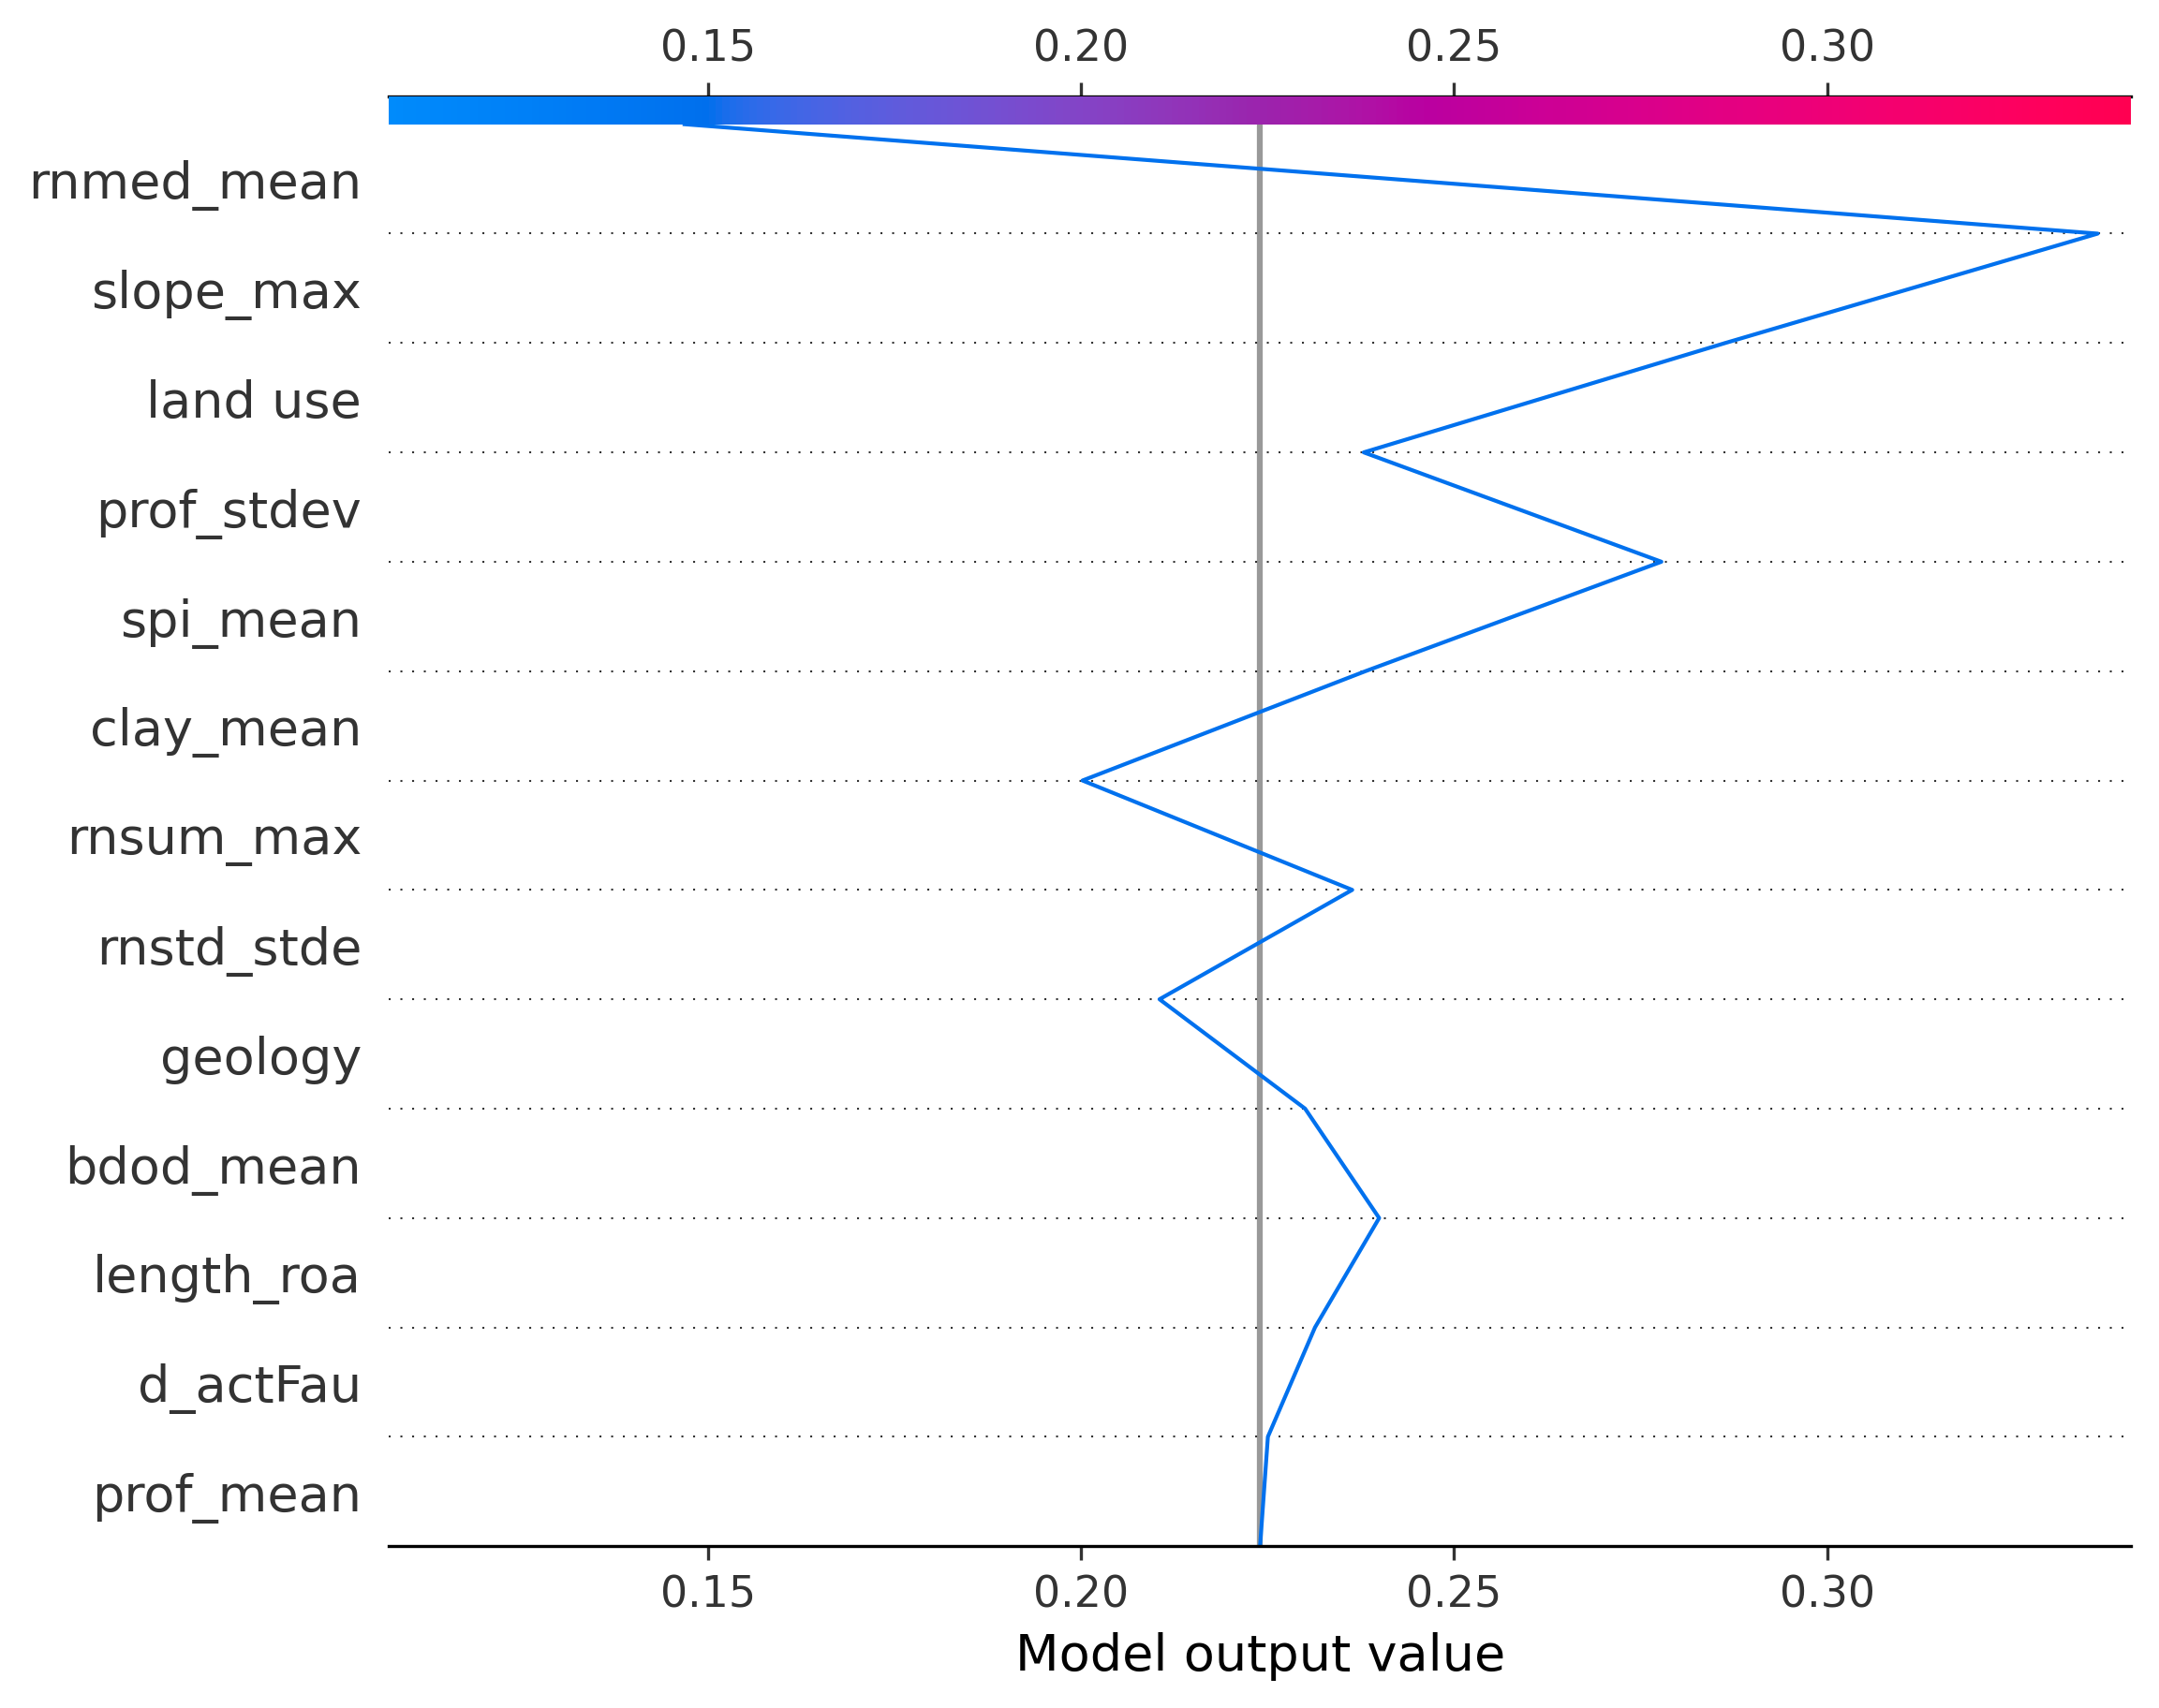 0.15 0.20 0.25 0.30
rnmed_mean
slope_max
land use
prof_stdev
spi_mean
clay_mean
rnsum_max
rnstd_stde
geology
bdod_mean
length_roa
d_actFau
prof_mean
0.15 0.20 0.25 0.30
Model output value